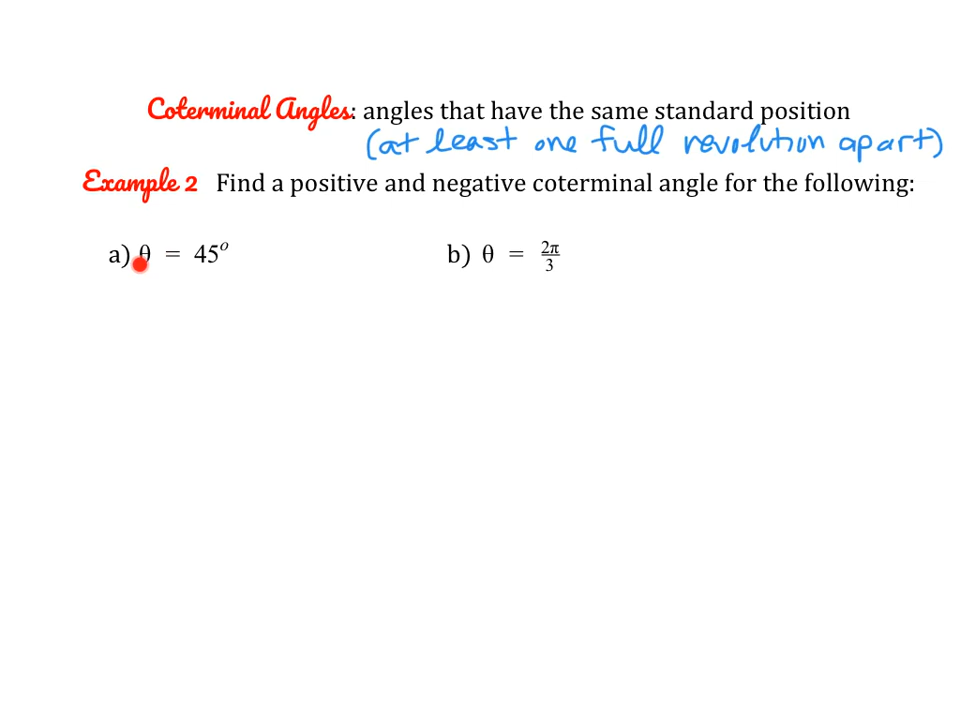 Coterminal Angles: angles that have the same standard position
(at least one full revolution apart)
Example 2 Find a positive and negative coterminal angle for the following:
a) θ = 45° b) θ = 2π/3